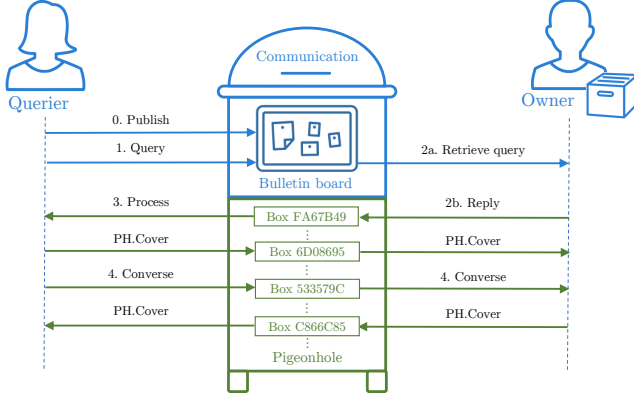 Communication
Querier
Owner
0. Publish
1. Query
2a. Retrieve query
Bulletin board
3. Process
Box FA67B49
2b. Reply
PH.Cover
Box 6D08695
PH.Cover
4. Converse
Box 533579C
4. Converse
PH.Cover
Box C866C85
PH.Cover
Pigeonhole